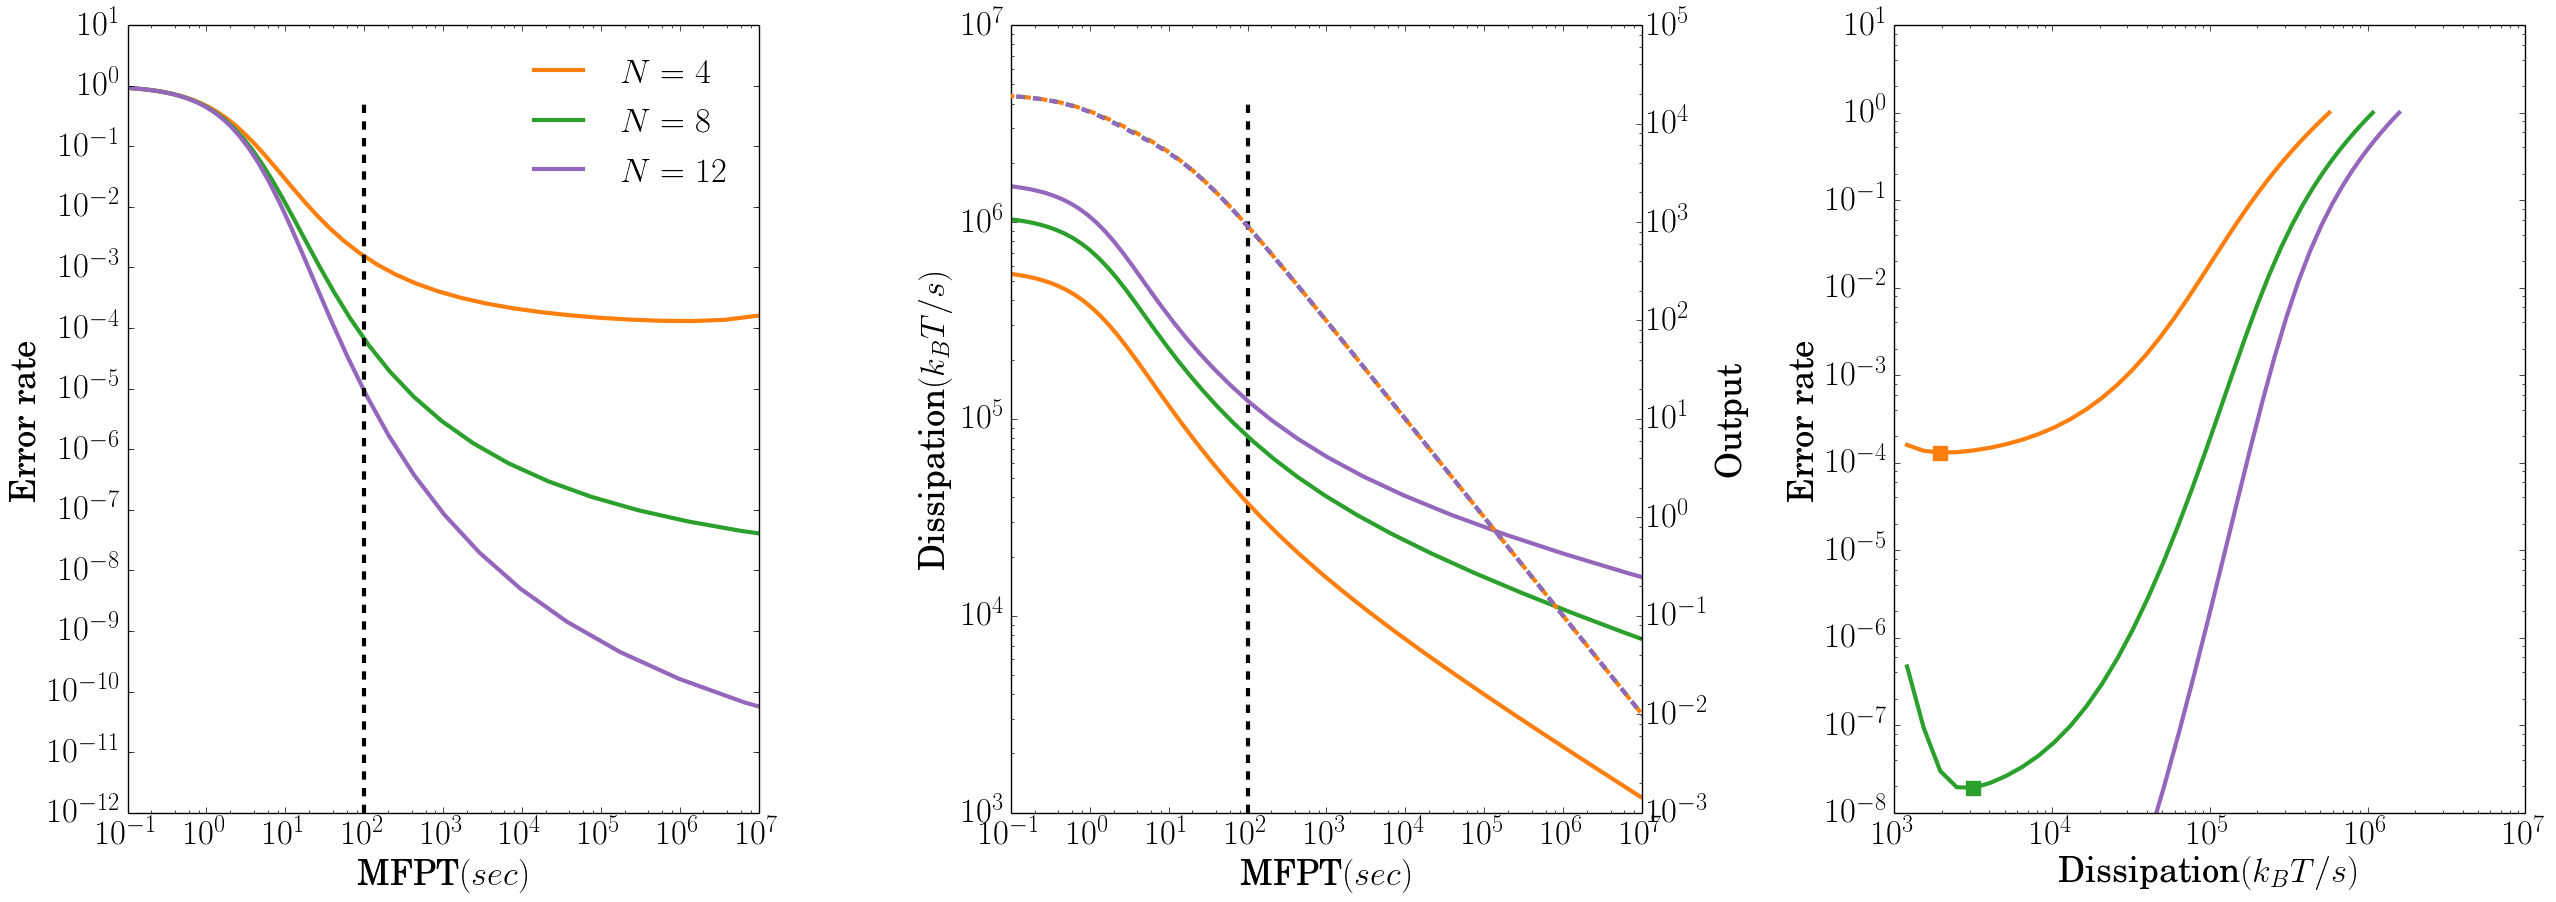 10^1
10^0
10^-1
10^-2
10^-3
10^-4
10^-5
10^-6
10^-7
10^-8
10^-9
10^-10
10^-11
10^-12
Error rate
N = 4
N = 8
N = 12
10^-1 10^0 10^1 10^2 10^3 10^4 10^5 10^6 10^7
MFPT(sec)
10^7
10^6
10^5
10^4
10^3
Dissipation(k_BT/s)
10^5
10^4
10^3
10^2
10^1
10^0
10^-1
10^-2
10^-3
Output
10^-1 10^0 10^1 10^2 10^3 10^4 10^5 10^6 10^7
MFPT(sec)
10^1
10^0
10^-1
10^-2
10^-3
10^-4
10^-5
10^-6
10^-7
10^-8
Error rate
10^3 10^4 10^5 10^6 10^7
Dissipation(k_BT/s)